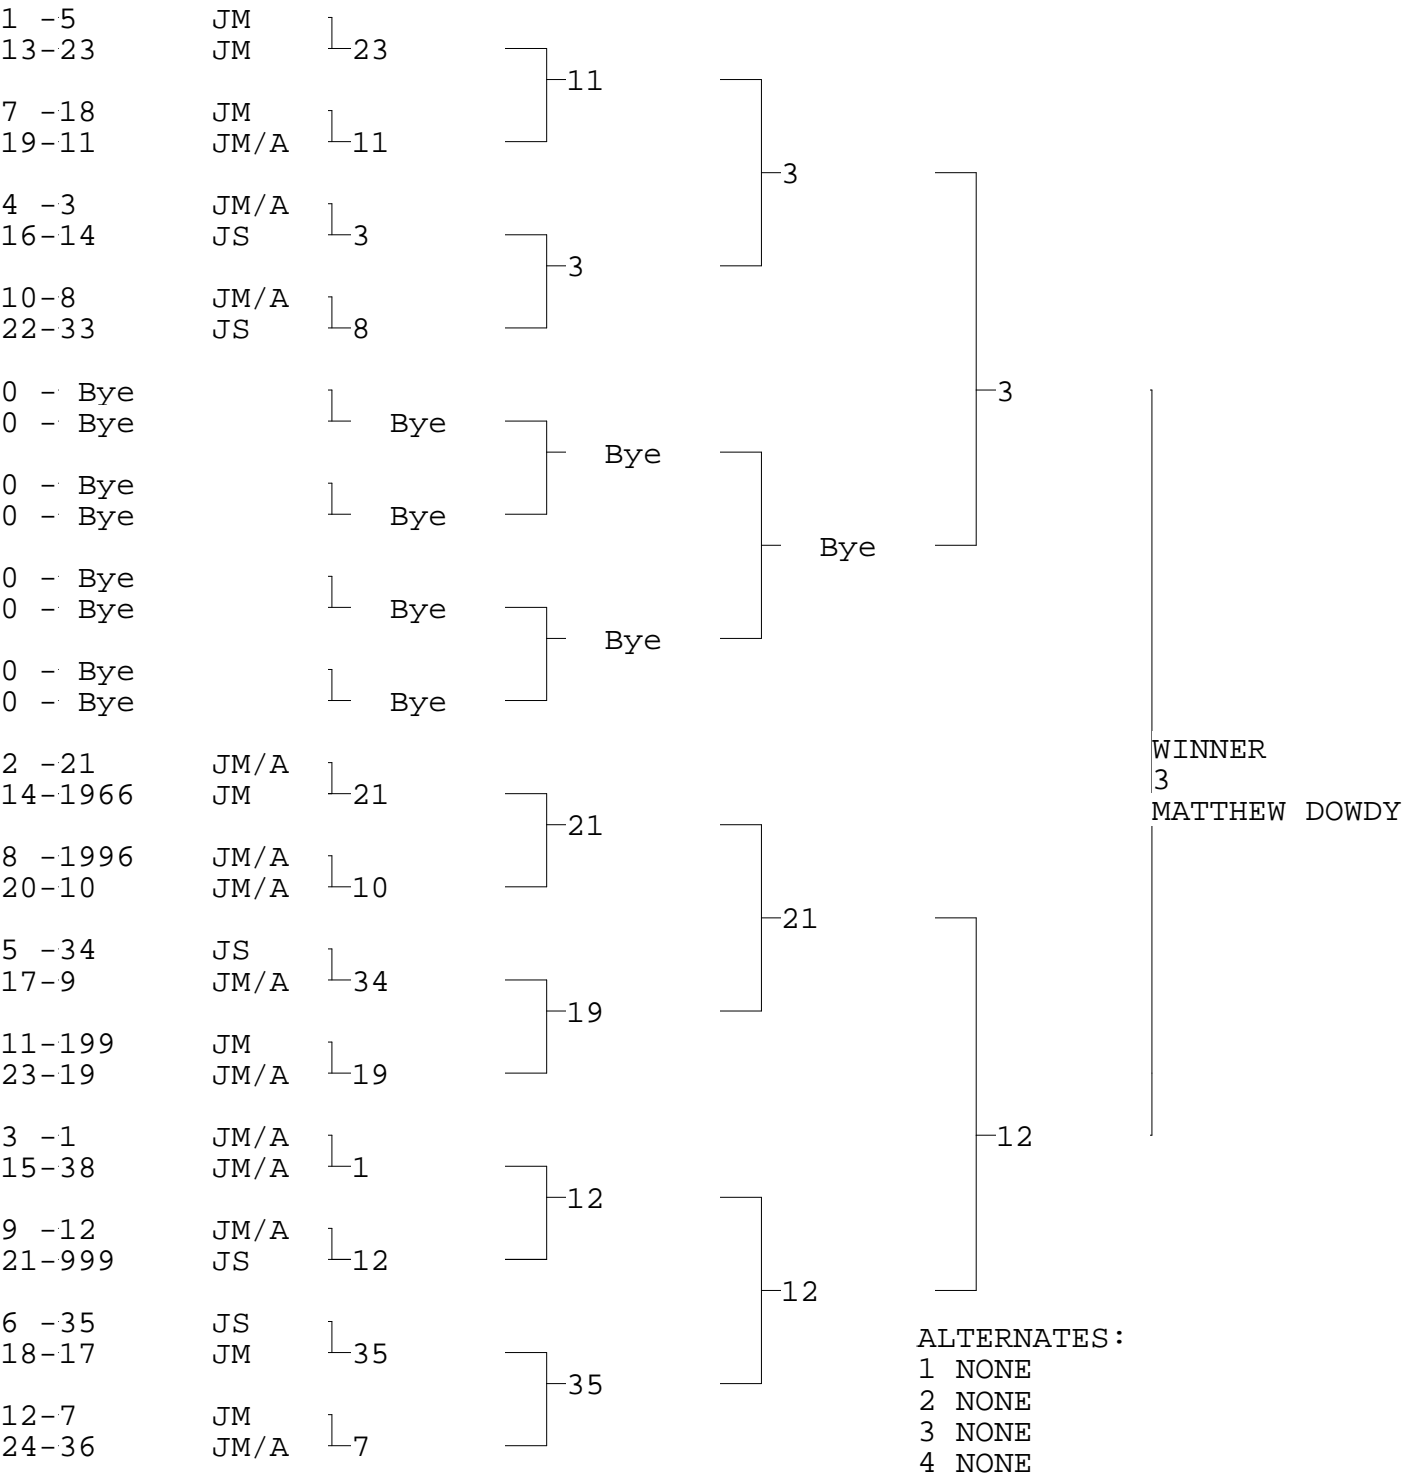 1 -5 JM
13-23 JM 23
11
7 -18 JM
19-11 JM/A 11
3
4 -3 JM/A
16-14 JS 3
3
10-8 JM/A
22-33 JS 8
0 - Bye 3
0 - Bye Bye
Bye
0 - Bye
0 - Bye Bye
Bye
0 - Bye
0 - Bye Bye
Bye
0 - Bye
0 - Bye Bye
WINNER
2 -21 JM/A
14-1966 JM 21 3
21 MATTHEW DOWDY
8 -1996 JM/A
20-10 JM/A 10
21
5 -34 JS
17-9 JM/A 34
19
11-199 JM
23-19 JM/A 19
3 -1 JM/A 12
15-38 JM/A 1
12
9 -12 JM/A
21-999 JS 12
12
6 -35 JS
18-17 JM 35
35
12-7 JM
24-36 JM/A 7
ALTERNATES:
1 NONE
2 NONE
3 NONE
4 NONE